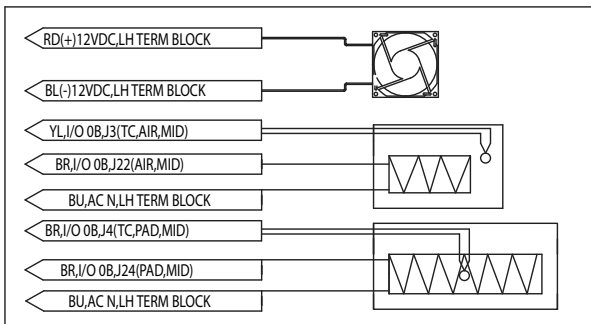 RD(+)12VDC,LH TERM BLOCK
BL(-)12VDC,LH TERM BLOCK
YL,I/O 0B,J3(TC,AIR,MID)
BR,I/O 0B,J22(AIR,MID)
BU,AC N,LH TERM BLOCK
BR,I/O 0B,J4(TC,PAD,MID)
BR,I/O 0B,J24(PAD,MID)
BU,AC N,LH TERM BLOCK